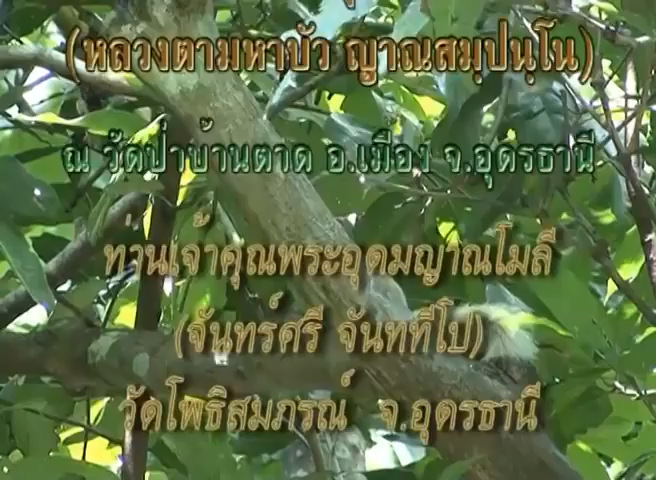 (หลวงตามหาบัว ญาณสมฺปนฺโน)
ณ วัดป่าบ้านตาด อ.เมือง จ.อุดรธานี
ท่านเจ้าคุณพระอุดมญาณโมลี
(จันทร์ศรี จันททีโป)
วัดโพธิสมภรณ์ จ.อุดรธานี